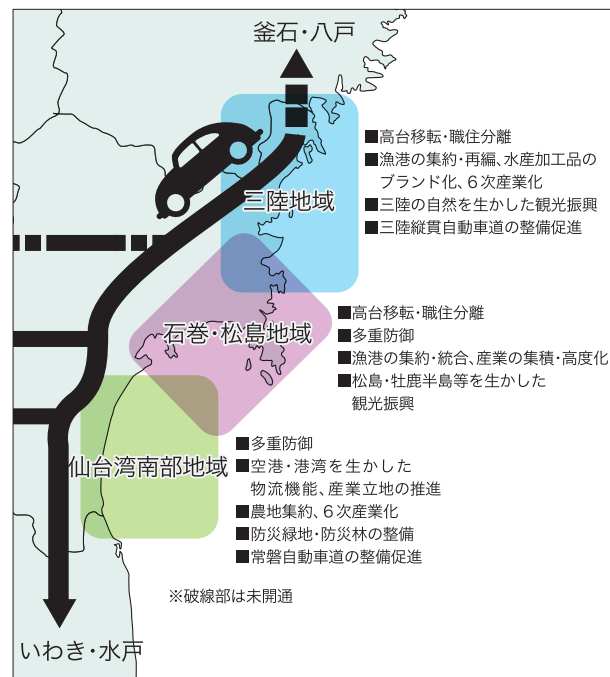 釜石・八戸
三陸地域
■高台移転・職住分離
■漁港の集約・再編、水産加工品の
ブランド化、6次産業化
■三陸の自然を生かした観光振興
■三陸縦貫自動車道の整備促進
石巻・松島地域
■高台移転・職住分離
■多重防御
■漁港の集約・統合、産業の集積・高度化
■松島・牡鹿半島等を生かした
観光振興
仙台湾南部地域
■多重防御
■空港・港湾を生かした
物流機能、産業立地の推進
■農地集約、6次産業化
■防災緑地・防災林の整備
■常磐自動車道の整備促進
※破線部は未開通
いわき・水戸